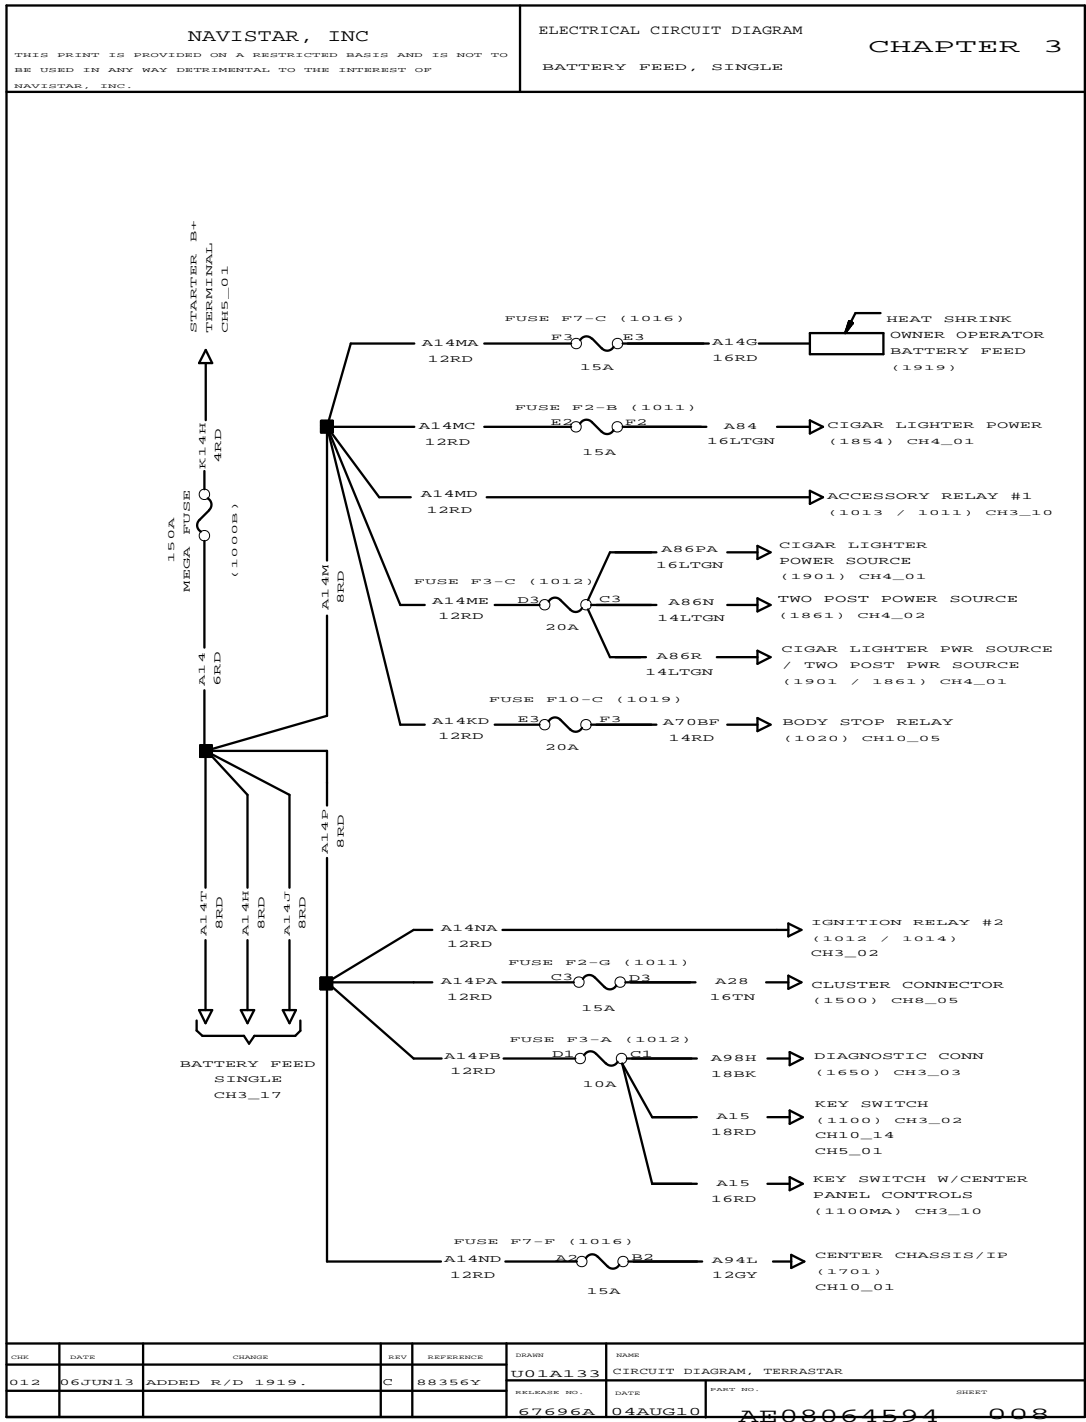 NAVISTAR, INC
THIS PRINT IS PROVIDED ON A RESTRICTED BASIS AND IS NOT TO
BE USED IN ANY WAY DETRIMENTAL TO THE INTEREST OF
NAVISTAR, INC.
ELECTRICAL CIRCUIT DIAGRAM
BATTERY FEED, SINGLE
CHAPTER 3
STARTER B+
TERMINAL
CH5_01
K14H
4RD
150A
MEGA FUSE
(1000B)
A14
6RD
A14M
8RD
A14P
8RD
A14T
8RD
A14H
8RD
A14J
8RD
BATTERY FEED
SINGLE
CH3_17
FUSE F7-C (1016)
A14MA
12RD
F3
E3
15A
A14G
16RD
HEAT SHRINK
OWNER OPERATOR
BATTERY FEED
(1919)
FUSE F2-B (1011)
A14MC
12RD
E2
F2
15A
A84
16LTGN
CIGAR LIGHTER POWER
(1854) CH4_01
A14MD
12RD
ACCESSORY RELAY #1
(1013 / 1011) CH3_10
A86PA
16LTGN
CIGAR LIGHTER
POWER SOURCE
(1901) CH4_01
FUSE F3-C (1012)
A14ME
12RD
D3
C3
20A
A86N
14LTGN
TWO POST POWER SOURCE
(1861) CH4_02
A86R
14LTGN
CIGAR LIGHTER PWR SOURCE
/ TWO POST PWR SOURCE
(1901 / 1861) CH4_01
FUSE F10-C (1019)
A14KD
12RD
E3
F3
20A
A70BF
14RD
BODY STOP RELAY
(1020) CH10_05
A14NA
12RD
IGNITION RELAY #2
(1012 / 1014)
CH3_02
FUSE F2-G (1011)
A14PA
12RD
C3
D3
15A
A28
16TN
CLUSTER CONNECTOR
(1500) CH8_05
FUSE F3-A (1012)
A14PB
12RD
D1
C1
10A
A98H
18BK
DIAGNOSTIC CONN
(1650) CH3_03
A15
18RD
KEY SWITCH
(1100) CH3_02
CH10_14
CH5_01
A15
16RD
KEY SWITCH W/CENTER
PANEL CONTROLS
(1100MA) CH3_10
FUSE F7-F (1016)
A14ND
12RD
A2
B2
15A
A94L
12GY
CENTER CHASSIS/IP
(1701)
CH10_01
CHK DATE CHANGE REV REFERENCE
012 06JUN13 ADDED R/D 1919. C 88356Y
DRAWN
U01A133
NAME
CIRCUIT DIAGRAM, TERRASTAR
RELEASE NO.
67696A
DATE
04AUG10
PART NO.
AE08064594
SHEET
008